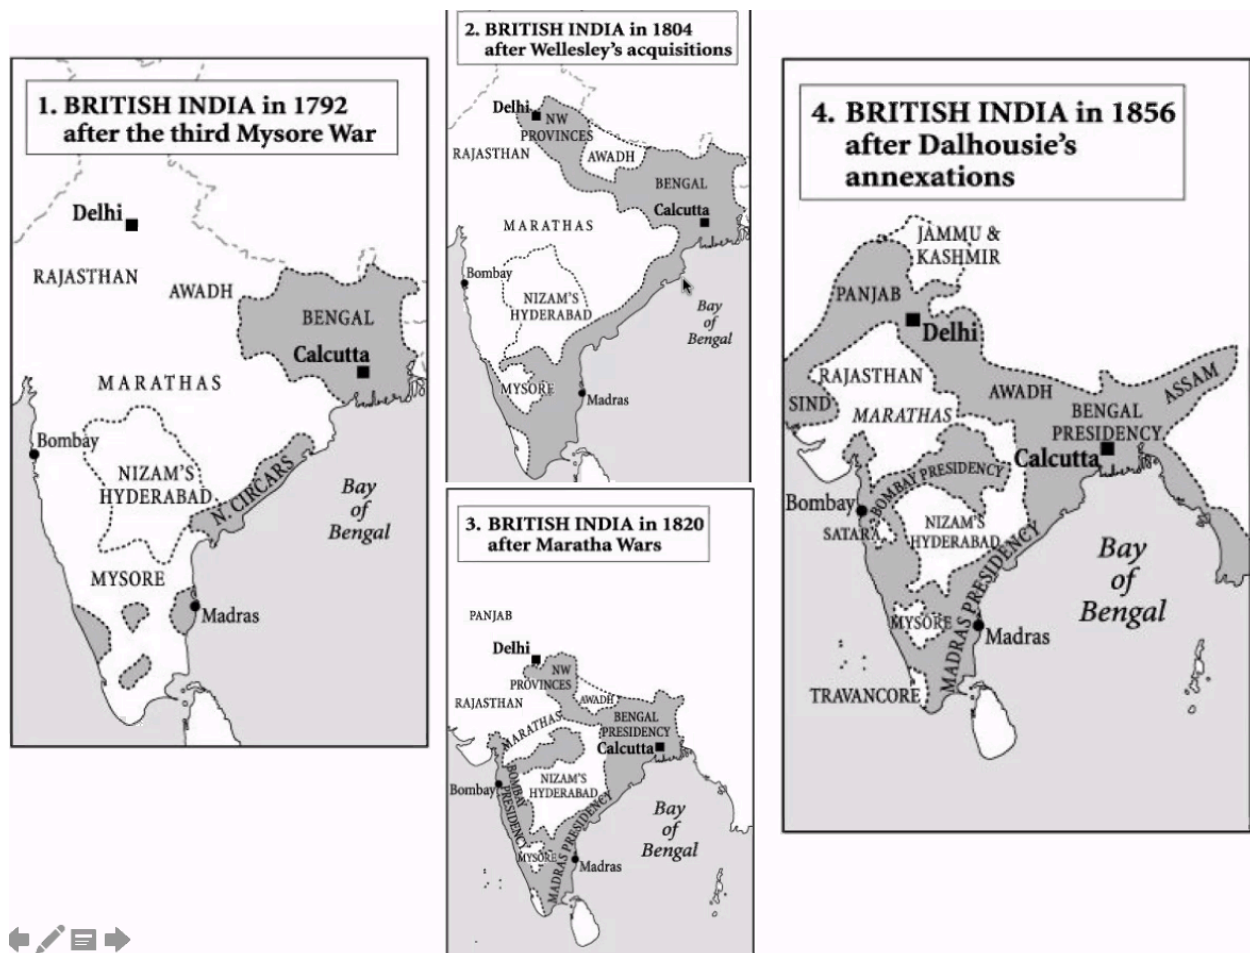 1. BRITISH INDIA in 1792
after the third Mysore War
Delhi
RAJASTHAN
AWADH
BENGAL
Calcutta
MARATHAS
Bombay
NIZAM'S
HYDERABAD
N. CIRCARS
Bay
of
Bengal
MYSORE
Madras
2. BRITISH INDIA in 1804
after Wellesley's acquisitions
Delhi
NW
PROVINCES
RAJASTHAN
AWADH
BENGAL
Calcutta
MARATHAS
Bombay
NIZAM'S
HYDERABAD
Bay
of
Bengal
MYSORE
Madras
3. BRITISH INDIA in 1820
after Maratha Wars
PANJAB
Delhi
NW
PROVINCES
RAJASTHAN
AWADH
MARATHAS
BENGAL
PRESIDENCY
Calcutta
Bombay
BOMBAY
PRESIDENCY
NIZAM'S
HYDERABAD
Bay
of
Bengal
MADRAS PRESIDENCY
MYSORE
Madras
4. BRITISH INDIA in 1856
after Dalhousie's
annexations
JAMMU &
KASHMIR
PANJAB
Delhi
RAJASTHAN
SIND
MARATHAS
AWADH
ASSAM
BENGAL
PRESIDENCY
Calcutta
BOMBAY PRESIDENCY
Bombay
SATARA
NIZAM'S
HYDERABAD
Bay
of
Bengal
MADRAS PRESIDENCY
MYSORE
Madras
TRAVANCORE